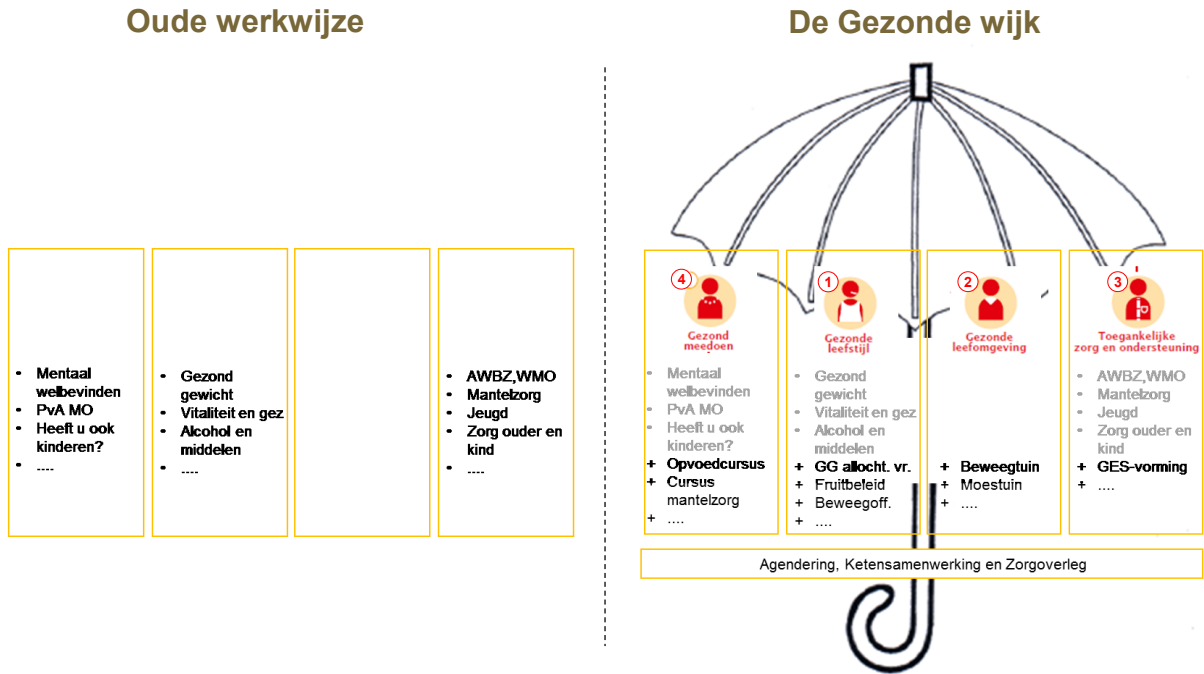 Oude werkwijze
De Gezonde wijk
• Mentaal
welbevinden
• PvA MO
• Heeft u ook
kinderen?
• ....
• Gezond
gewicht
• Vitaliteit en gez
• Alcohol en
middelen
• ....
• AWBZ,WMO
• Mantelzorg
• Jeugd
• Zorg ouder en
kind
• ....
4
Gezond
meedoen
• Mentaal
welbevinden
• PvA MO
• Heeft u ook
kinderen?
+ Opvoedcursus
+ Cursus
mantelzorg
+ ....
1
Gezonde
leefstijl
• Gezond
gewicht
• Vitaliteit en gez
• Alcohol en
middelen
+ GG allocht. vr.
+ Fruitbeleid
+ Beweegoff.
+ ....
2
Gezonde
leefomgeving
+ Beweegtuin
+ Moestuin
+ ....
3
Toegankelijke
zorg en ondersteuning
• AWBZ,WMO
• Mantelzorg
• Jeugd
• Zorg ouder en
kind
+ GES-vorming
+ ....
Agendering, Ketensamenwerking en Zorgoverleg